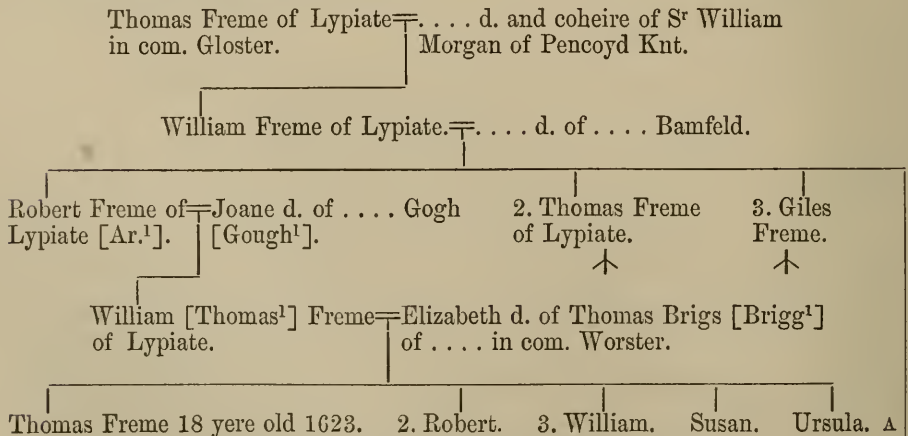 Thomas Freme of Lypiate=. . . . d. and coheire of Sʳ William
in com. Gloster. Morgan of Pencoyd Knt.
William Freme of Lypiate.=. . . . d. of . . . . Bamfeld.
Robert Freme of=Joane d. of . . . . Gogh 2. Thomas Freme 3. Giles
Lypiate [Ar.¹]. [Gough¹]. of Lypiate. Freme.
William [Thomas¹] Freme=Elizabeth d. of Thomas Brigs [Brigg¹]
of Lypiate. of . . . . in com. Worster.
Thomas Freme 18 yere old 1623. 2. Robert. 3. William. Susan. Ursula. A